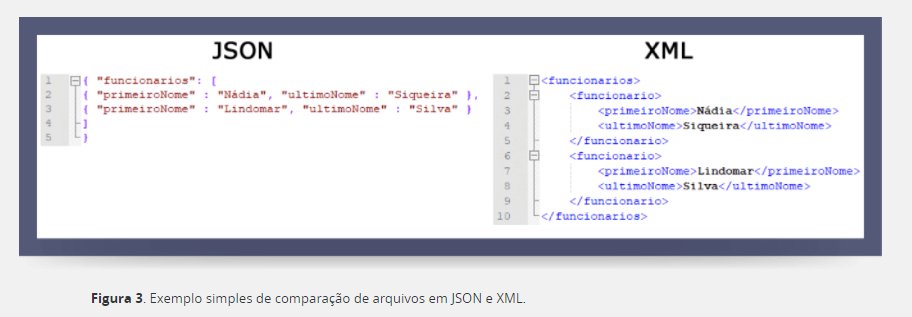 JSON
1 { "funcionarios": [
2 { "primeiroNome" : "Nádia", "ultimoNome" : "Siqueira" },
3 { "primeiroNome" : "Lindomar", "ultimoNome" : "Silva" }
4 ]
5 }
XML
1 <funcionarios>
2 <funcionario>
3 <primeiroNome>Nádia</primeiroNome>
4 <ultimoNome>Siqueira</ultimoNome>
5 </funcionario>
6 <funcionario>
7 <primeiroNome>Lindomar</primeiroNome>
8 <ultimoNome>Silva</ultimoNome>
9 </funcionario>
10 </funcionarios>
Figura 3. Exemplo simples de comparação de arquivos em JSON e XML.